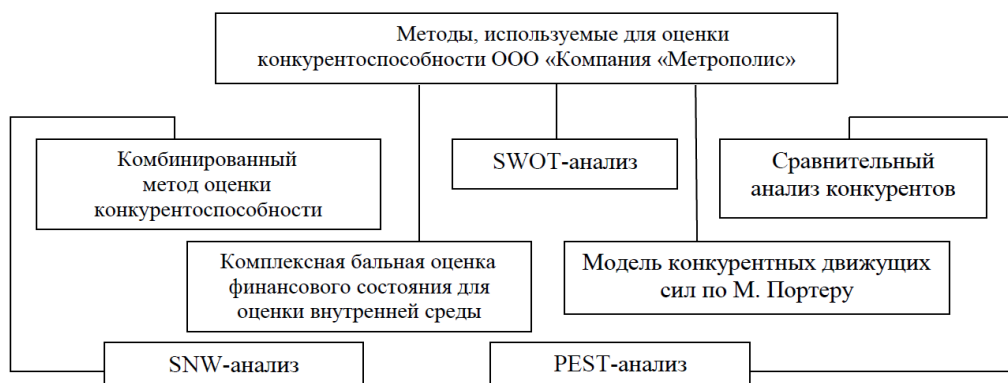 Методы, используемые для оценки
конкурентоспособности ООО «Компания «Метрополис»
Комбинированный
метод оценки
конкурентоспособности
SWOT-анализ
Сравнительный
анализ конкурентов
Комплексная бальная оценка
финансового состояния для
оценки внутренней среды
Модель конкурентных движущих
сил по М. Портеру
SNW-анализ
PEST-анализ